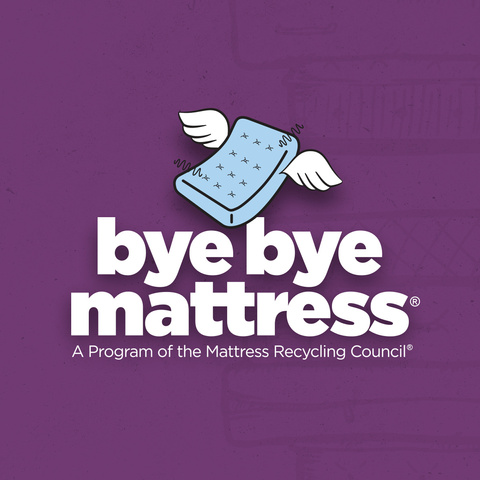 bye bye
mattress®
A Program of the Mattress Recycling Council®